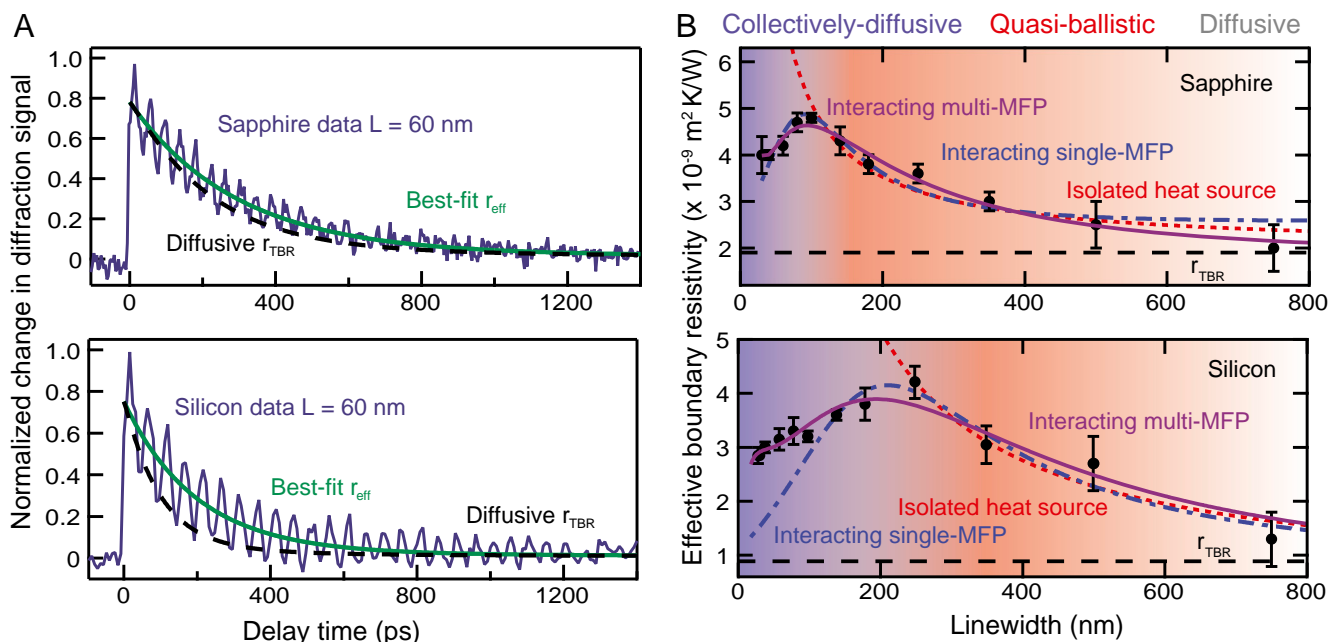 A
Normalized change in diffraction signal
1.0
0.8
0.6
0.4
0.2
0
Sapphire data L = 60 nm
Best-fit r_eff
Diffusive r_TBR
0 400 800 1200
1.0
0.8
0.6
0.4
0.2
0
Silicon data L = 60 nm
Best-fit r_eff
Diffusive r_TBR
0 400 800 1200
Delay time (ps)
B
Collectively-diffusive Quasi-ballistic Diffusive
Effective boundary resistivity (x 10⁻⁹ m² K/W)
6
5
4
3
2
1
Sapphire
Interacting multi-MFP
Interacting single-MFP
Isolated heat source
r_TBR
0 200 400 600 800
5
4
3
2
1
Silicon
Interacting multi-MFP
Isolated heat source
Interacting single-MFP
r_TBR
0 200 400 600 800
Linewidth (nm)